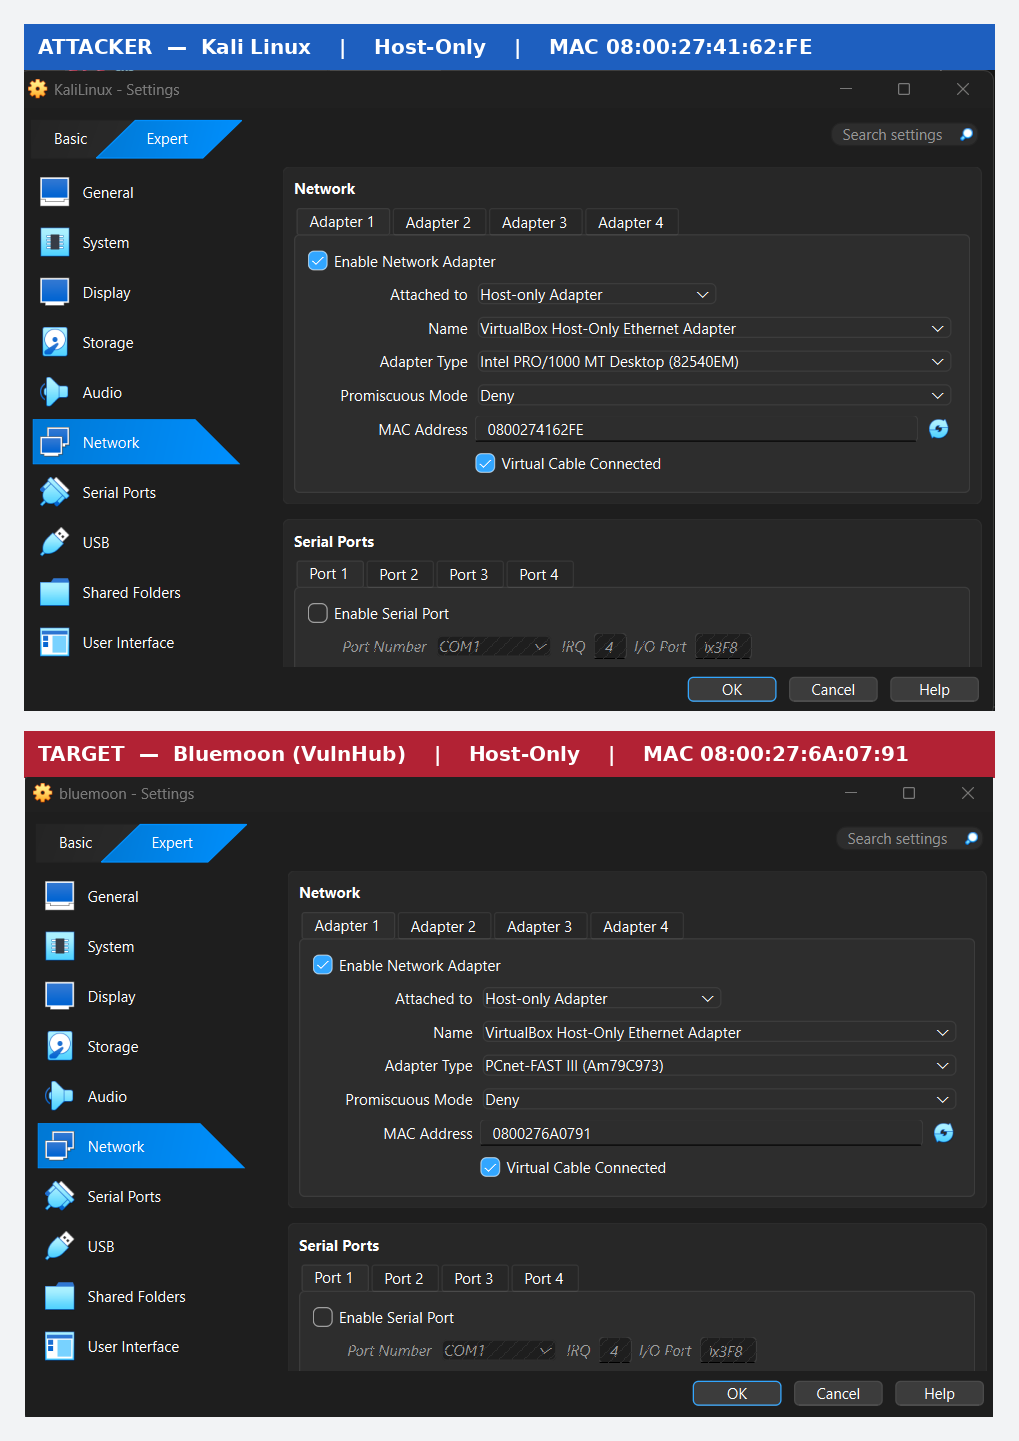 ATTACKER — Kali Linux | Host-Only | MAC 08:00:27:41:62:FE
KaliLinux - Settings
Basic Expert Search settings
General
System
Display
Storage
Audio
Network
Serial Ports
USB
Shared Folders
User Interface
Network
Adapter 1 Adapter 2 Adapter 3 Adapter 4
Enable Network Adapter
Attached to Host-only Adapter
Name VirtualBox Host-Only Ethernet Adapter
Adapter Type Intel PRO/1000 MT Desktop (82540EM)
Promiscuous Mode Deny
MAC Address 0800274162FE
Virtual Cable Connected
Serial Ports
Port 1 Port 2 Port 3 Port 4
Enable Serial Port
Port Number COM1 IRQ 4 I/O Port 0x3F8
OK Cancel Help
TARGET — Bluemoon (VulnHub) | Host-Only | MAC 08:00:27:6A:07:91
bluemoon - Settings
Basic Expert Search settings
General
System
Display
Storage
Audio
Network
Serial Ports
USB
Shared Folders
User Interface
Network
Adapter 1 Adapter 2 Adapter 3 Adapter 4
Enable Network Adapter
Attached to Host-only Adapter
Name VirtualBox Host-Only Ethernet Adapter
Adapter Type PCnet-FAST III (Am79C973)
Promiscuous Mode Deny
MAC Address 0800276A0791
Virtual Cable Connected
Serial Ports
Port 1 Port 2 Port 3 Port 4
Enable Serial Port
Port Number COM1 IRQ 4 I/O Port 0x3F8
OK Cancel Help